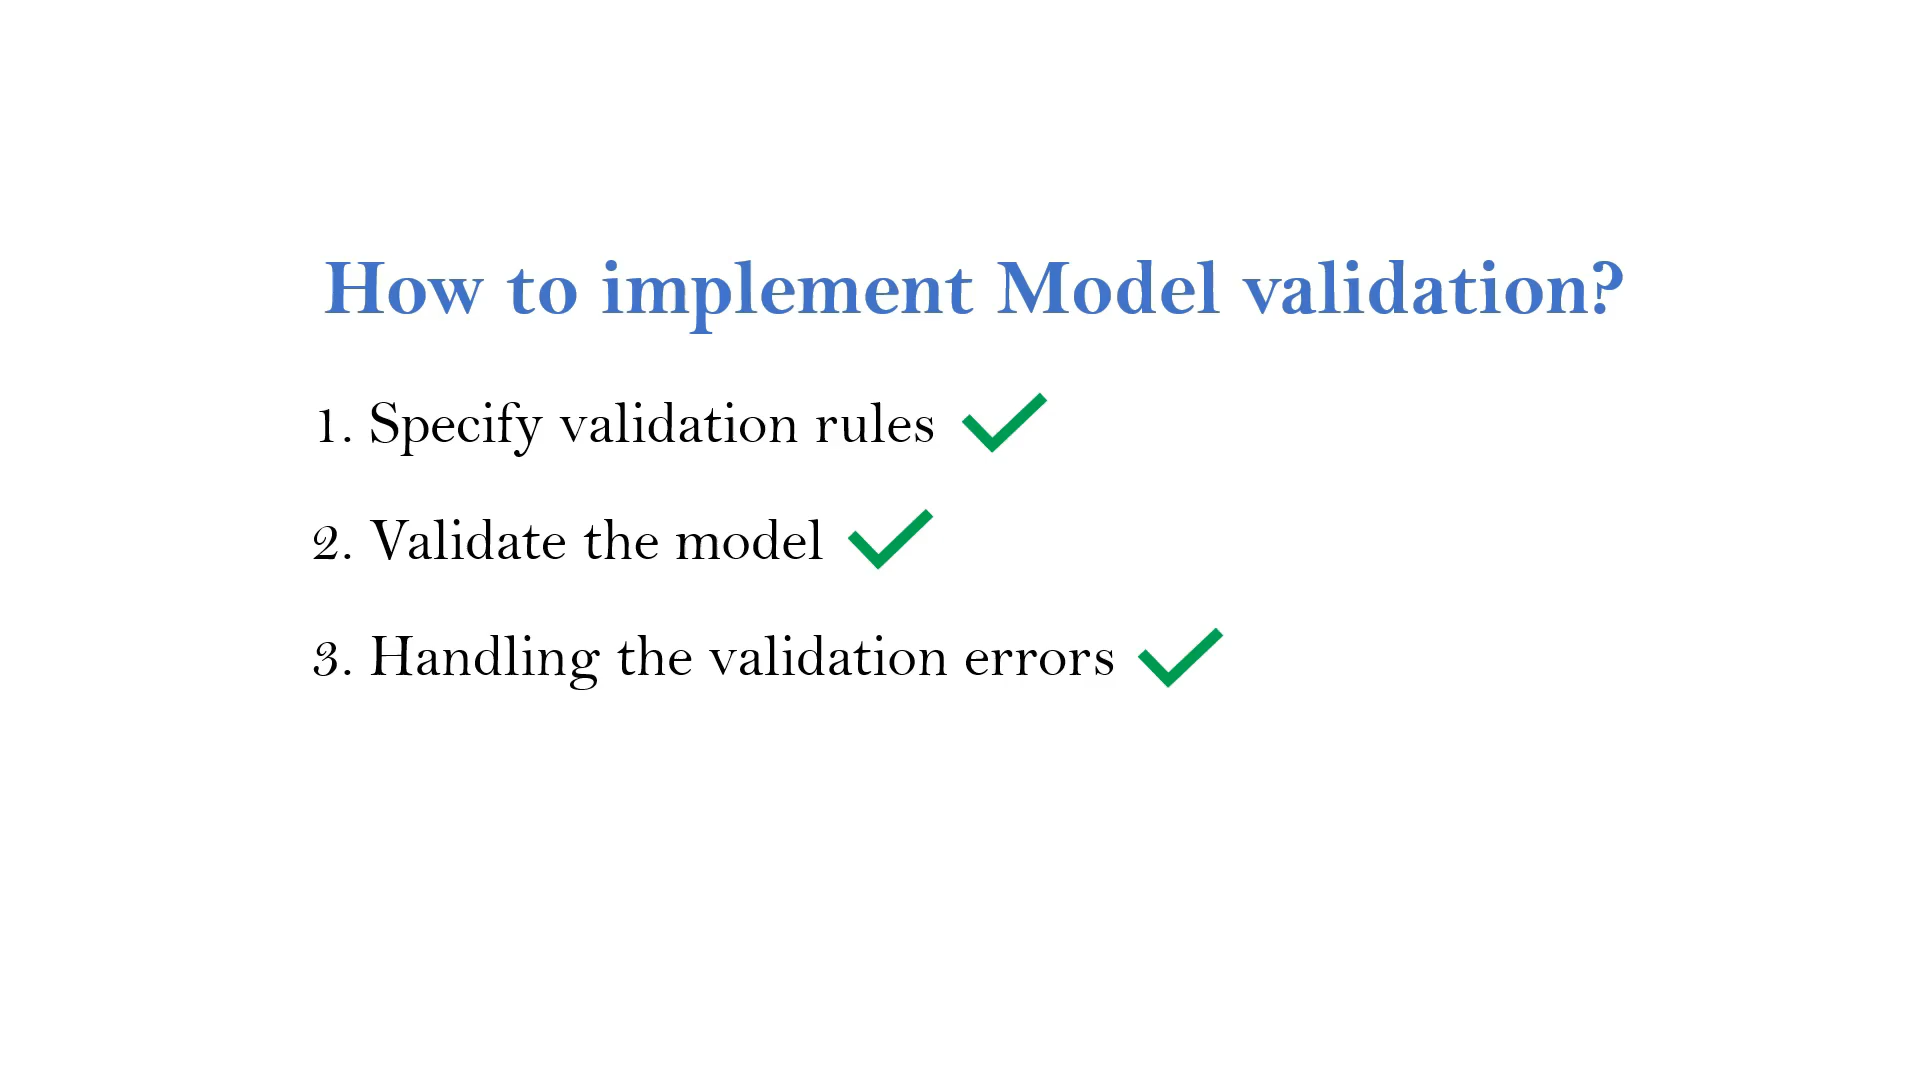 How to implement Model validation?
1. Specify validation rules
2. Validate the model
3. Handling the validation errors